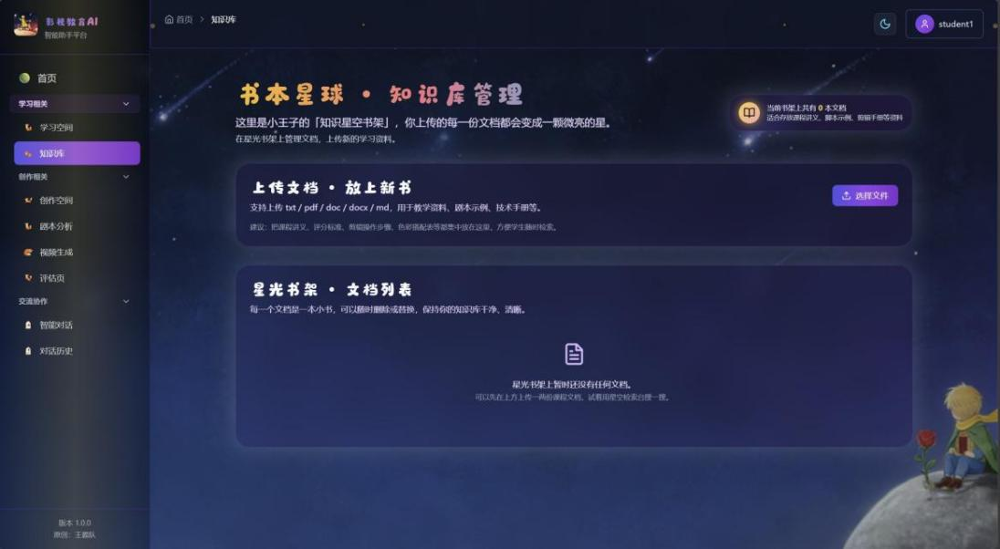 影视教育AI
智能助手平台
首页
学习相关
学习空间
知识库
创作相关
创作空间
剧本分析
视频生成
评估页
交流协作
智能对话
对话历史
版本 1.0.0
原创：王
首页 > 知识库
student1
书本星球 • 知识库管理
这里是小王子的「知识星空书架」，你上传的每一份文档都会变成一颗微亮的星。
在星光书架上管理文档，上传新的学习资料。
当前书架上共有 0 本文档
适合存放课程讲义、脚本示例、剪辑手册等资料
上传文档 • 放上新书
支持上传 txt / pdf / doc / docx / md，用于教学资料、剧本示例、技术手册等。
建议：把课程讲义、评分标准、剪辑操作步骤、色彩搭配表等都集中放在这里，方便学生随时检索。
选择文件
星光书架 • 文档列表
每一个文档是一本小书，可以随时删除或替换，保持你的知识库干净、清晰。
星光书架上暂时还没有任何文档。
可以先在上方上传一两份课程文档，试着用星空检索台搜一搜。